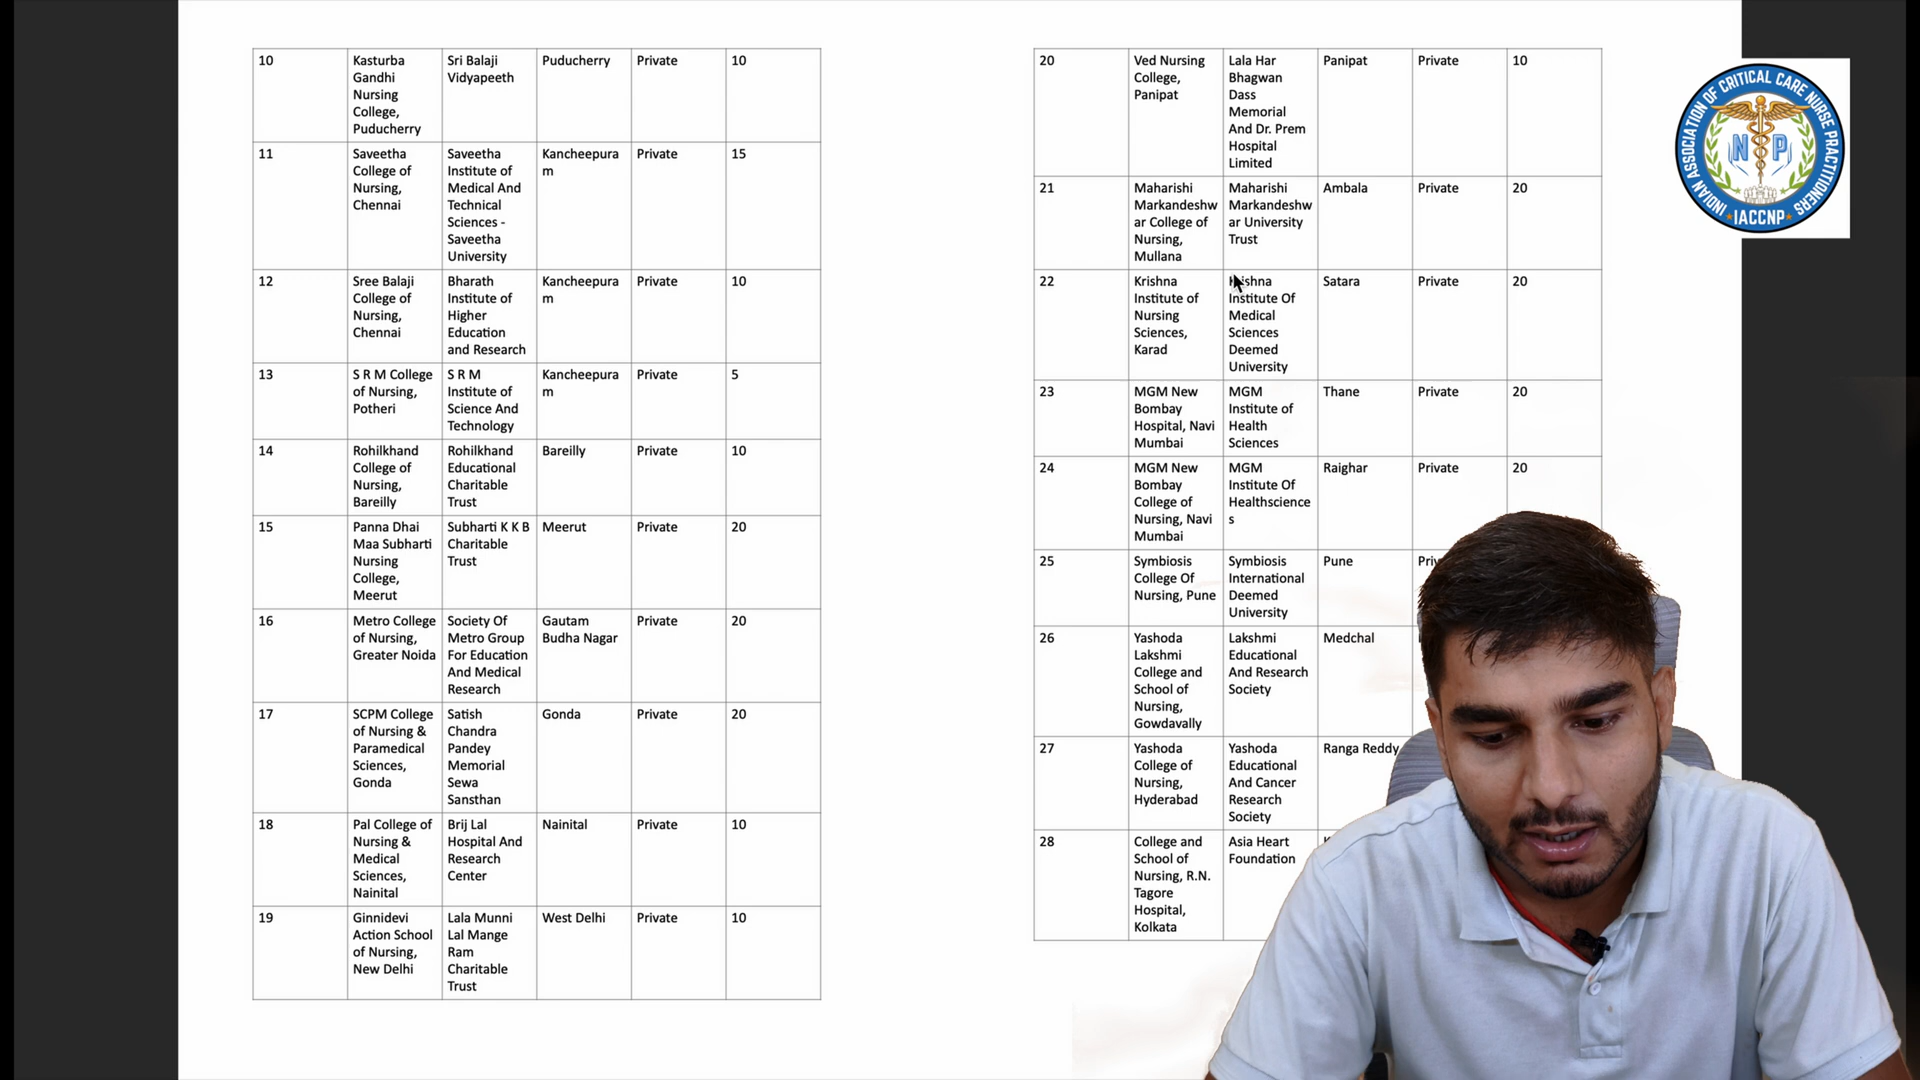 10
Kasturba
Gandhi
Nursing
College,
Puducherry
Sri Balaji
Vidyapeeth
Puducherry
Private
10
11
Saveetha
College of
Nursing,
Chennai
Saveetha
Institute of
Medical And
Technical
Sciences -
Saveetha
University
Kancheepura
m
Private
15
12
Sree Balaji
College of
Nursing,
Chennai
Bharath
Institute of
Higher
Education
and Research
Kancheepura
m
Private
10
13
S R M College
of Nursing,
Potheri
S R M
Institute of
Science And
Technology
Kancheepura
m
Private
5
14
Rohilkhand
College of
Nursing,
Bareilly
Rohilkhand
Educational
Charitable
Trust
Bareilly
Private
10
15
Panna Dhai
Maa Subharti
Nursing
College,
Meerut
Subharti K K B
Charitable
Trust
Meerut
Private
20
16
Metro College
of Nursing,
Greater Noida
Society Of
Metro Group
For Education
And Medical
Research
Gautam
Budha Nagar
Private
20
17
SCPM College
of Nursing &
Paramedical
Sciences,
Gonda
Satish
Chandra
Pandey
Memorial
Sewa
Sansthan
Gonda
Private
20
18
Pal College of
Nursing &
Medical
Sciences,
Nainital
Brij Lal
Hospital And
Research
Center
Nainital
Private
10
19
Ginnidevi
Action School
of Nursing,
New Delhi
Lala Munni
Lal Mange
Ram
Charitable
Trust
West Delhi
Private
10
20
Ved Nursing
College,
Panipat
Lala Har
Bhagwan
Dass
Memorial
And Dr. Prem
Hospital
Limited
Panipat
Private
10
21
Maharishi
Markandeshw
ar College of
Nursing,
Mullana
Maharishi
Markandeshw
ar University
Trust
Ambala
Private
20
22
Krishna
Institute of
Nursing
Sciences,
Karad
Krishna
Institute Of
Medical
Sciences
Deemed
University
Satara
Private
20
23
MGM New
Bombay
Hospital, Navi
Mumbai
MGM
Institute of
Health
Sciences
Thane
Private
20
24
MGM New
Bombay
College of
Nursing, Navi
Mumbai
MGM
Institute Of
Healthscience
s
Raighar
Private
20
25
Symbiosis
College Of
Nursing, Pune
Symbiosis
International
Deemed
University
Pune
26
Yashoda
Lakshmi
College and
School of
Nursing,
Gowdavally
Lakshmi
Educational
And Research
Society
Medchal
27
Yashoda
College of
Nursing,
Hyderabad
Yashoda
Educational
And Cancer
Research
Society
Ranga Reddy
28
College and
School of
Nursing, R.N.
Tagore
Hospital,
Kolkata
Asia Heart
Foundation
INDIAN ASSOCIATION OF CRITICAL CARE NURSE PRACTITIONERS
N P
IACCNP